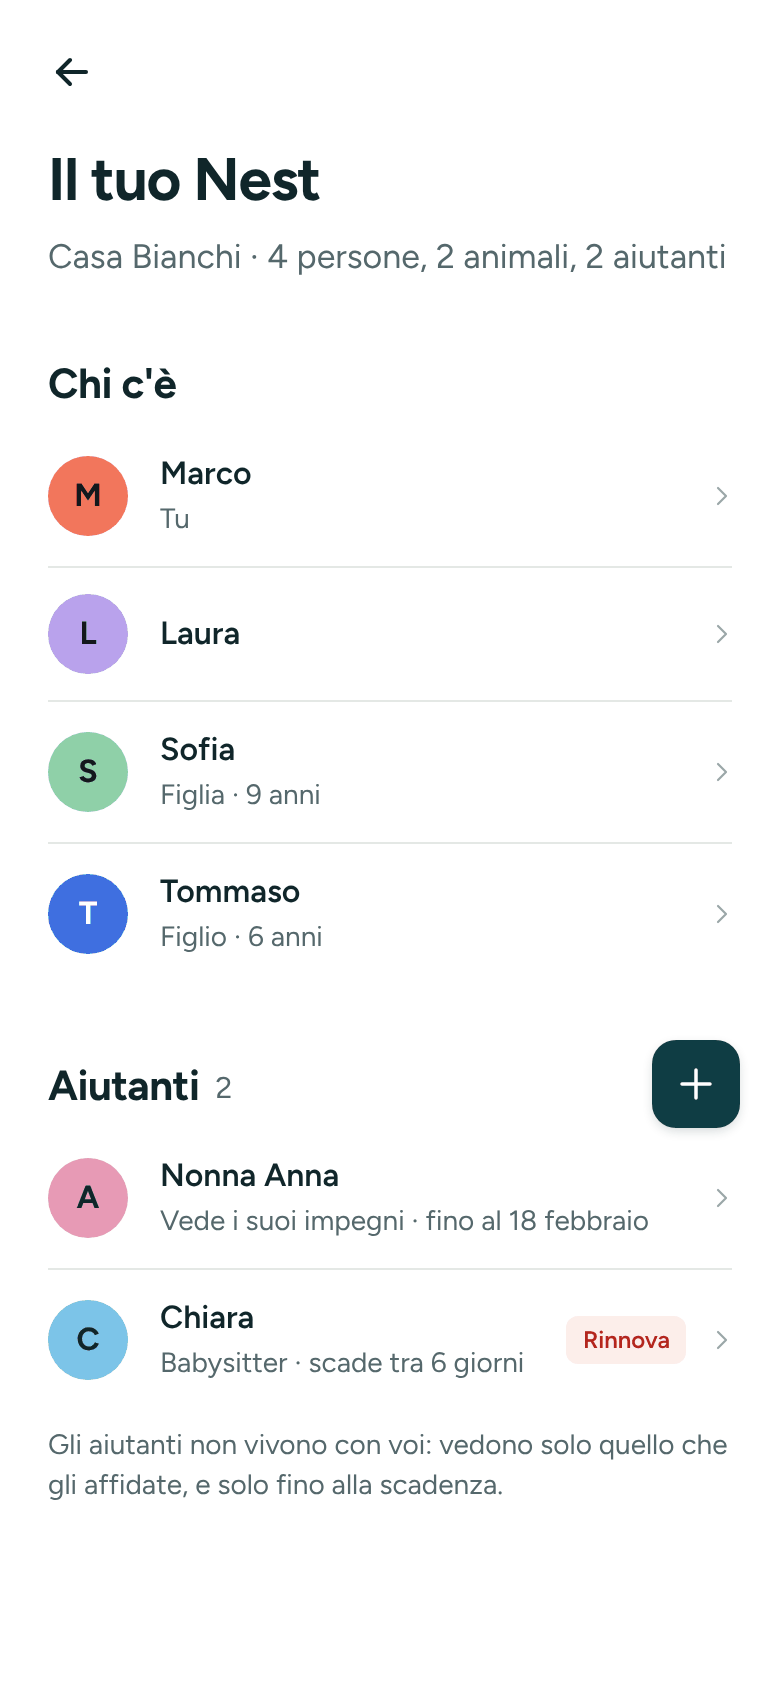 Il tuo Nest
Casa Bianchi · 4 persone, 2 animali, 2 aiutanti
Chi c'è
M
Marco
Tu
L
Laura
S
Sofia
Figlia · 9 anni
T
Tommaso
Figlio · 6 anni
Aiutanti 2
A
Nonna Anna
Vede i suoi impegni · fino al 18 febbraio
C
Chiara
Babysitter · scade tra 6 giorni
Rinnova
Gli aiutanti non vivono con voi: vedono solo quello che
gli affidate, e solo fino alla scadenza.